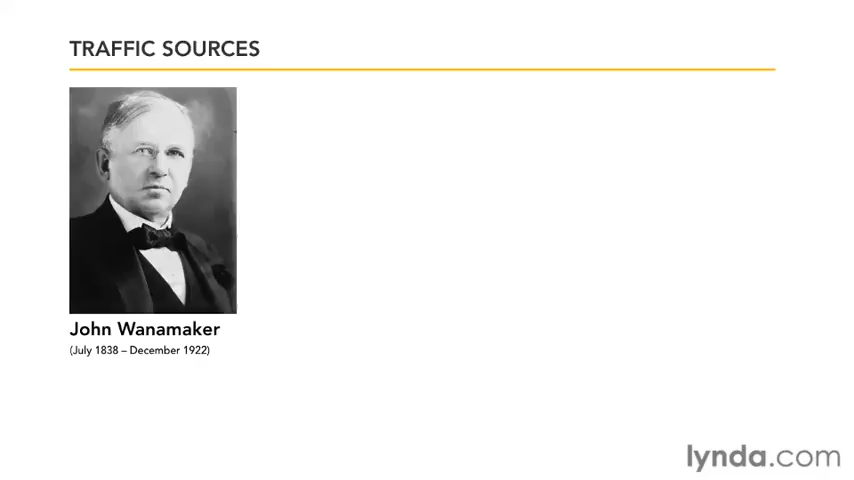 TRAFFIC SOURCES
John Wanamaker
(July 1838 – December 1922)
lynda.com